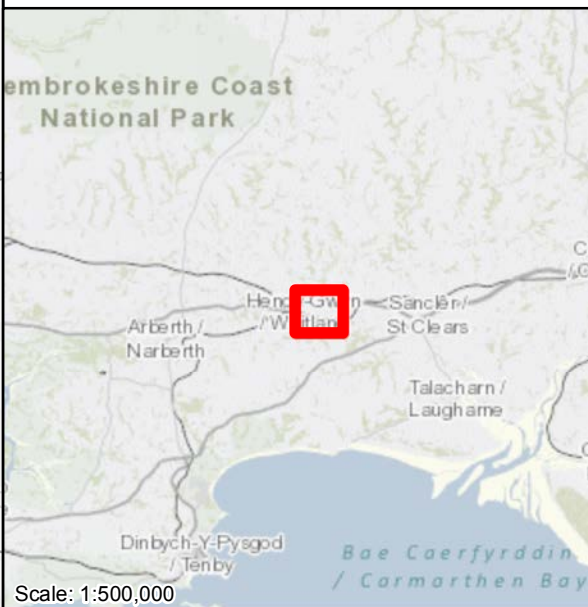 embrokeshire Coast
National Park
Sanclêr /
St Clears
Arberth /
Narberth
Talacharn /
Laugharne
Dinbych-Y-Pysgod
/ Tenby
Bae Caerfyrddin
/ Carmarthen Bay
Scale: 1:500,000